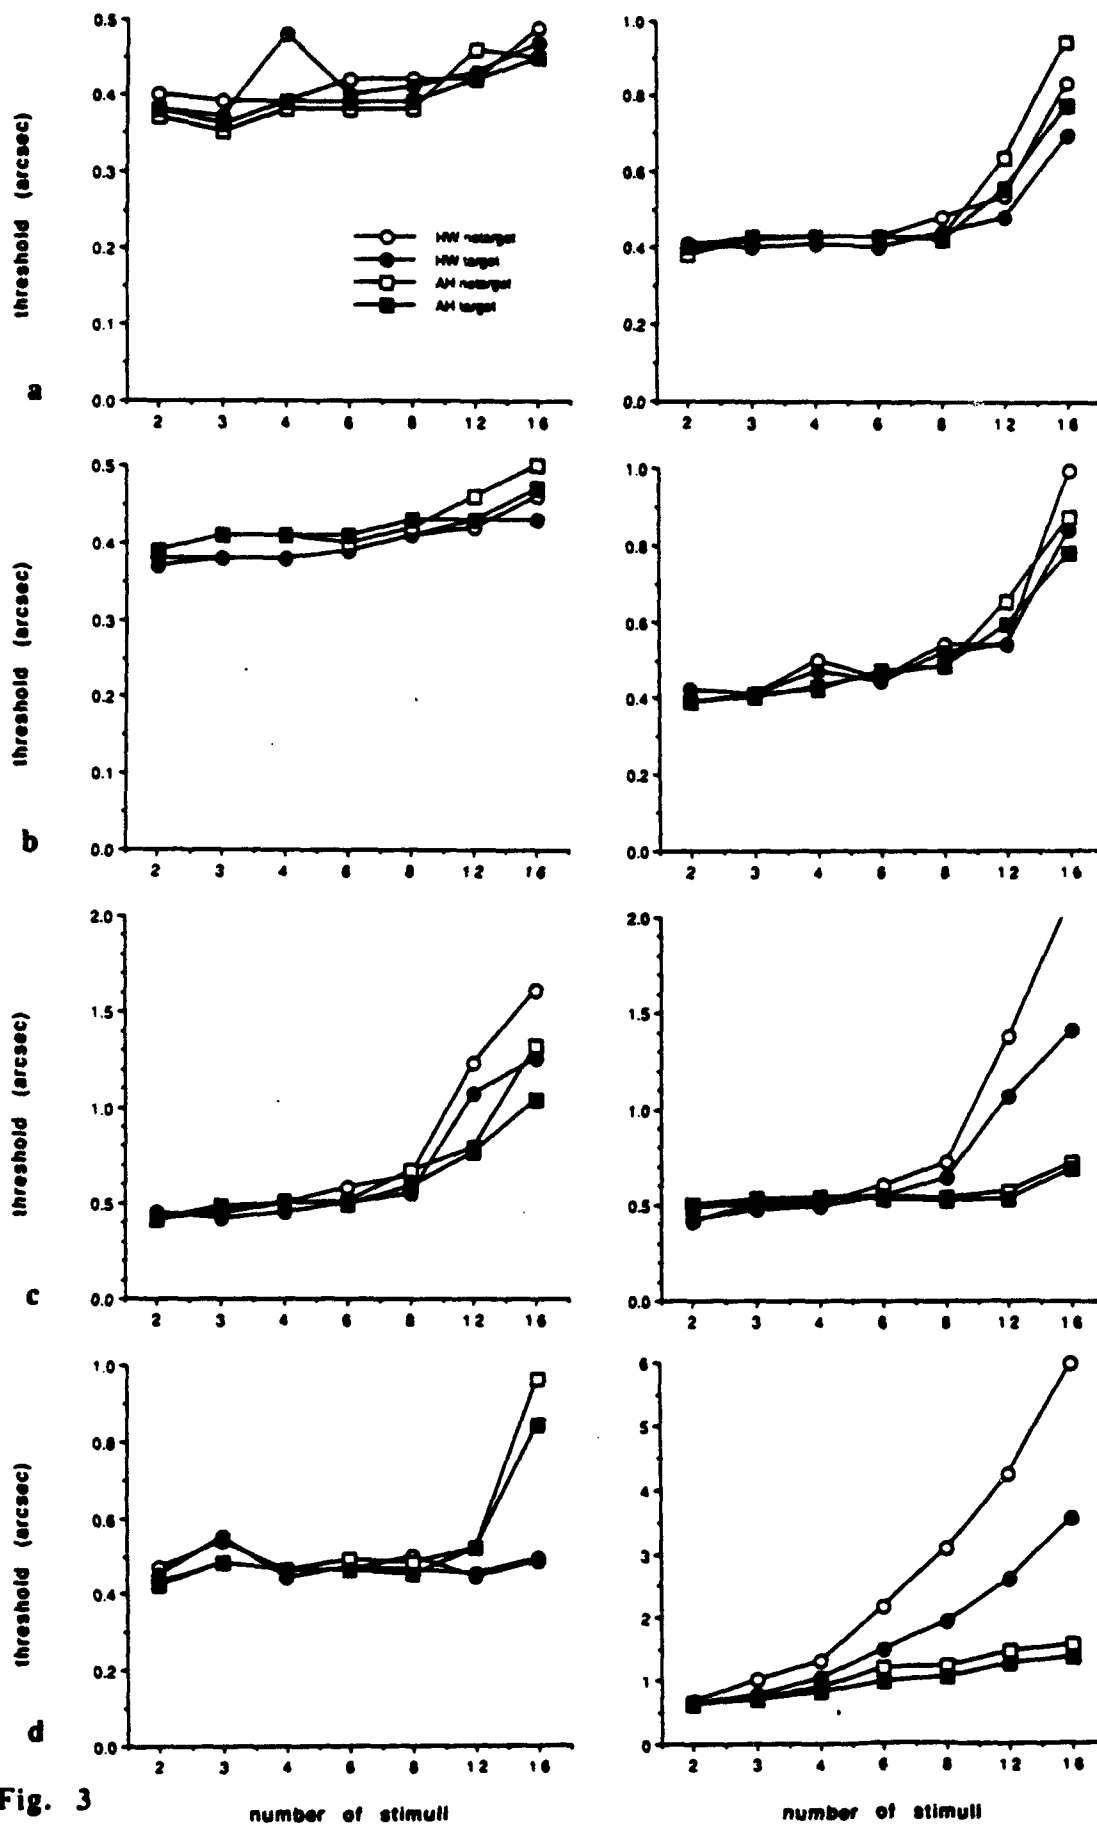 0.5
0.4
0.3
0.2
0.1
0.0
threshold (arcsec)
HW notarget
HW target
AH notarget
AH target
2 3 4 6 8 12 16
a
1.0
0.8
0.6
0.4
0.2
0.0
2 3 4 6 8 12 16
0.5
0.4
0.3
0.2
0.1
0.0
threshold (arcsec)
2 3 4 6 8 12 16
b
1.0
0.8
0.6
0.4
0.2
0.0
2 3 4 6 8 12 16
2.0
1.5
1.0
0.5
0.0
threshold (arcsec)
2 3 4 6 8 12 16
c
2.0
1.5
1.0
0.5
0.0
2 3 4 6 8 12 16
1.0
0.8
0.6
0.4
0.2
0.0
threshold (arcsec)
2 3 4 6 8 12 16
d
6
5
4
3
2
1
0
2 3 4 6 8 12 16
Fig. 3
number of stimuli
number of stimuli